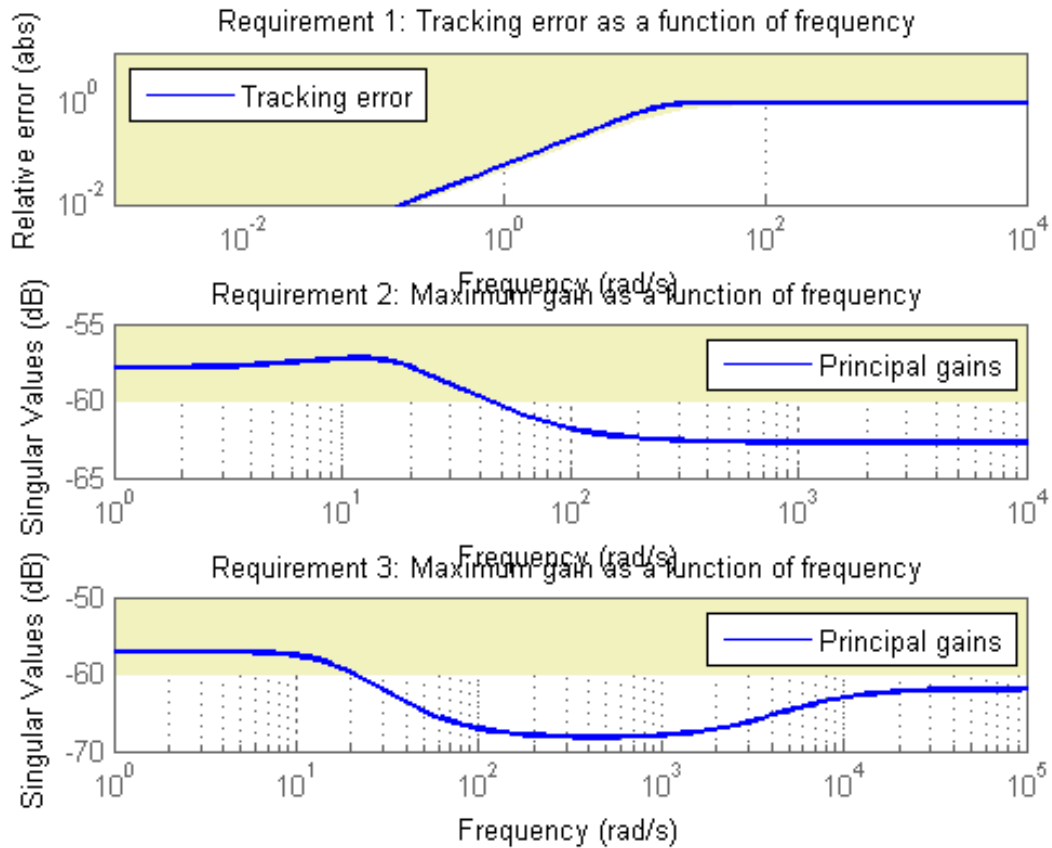 Requirement 1: Tracking error as a function of frequency
Relative error (abs)
10^0
10^-2
Tracking error
10^-2
10^0
10^2
10^4
Frequency (rad/s)
Requirement 2: Maximum gain as a function of frequency
Singular Values (dB)
-55
-60
-65
Principal gains
10^0
10^1
10^2
10^3
10^4
Frequency (rad/s)
Requirement 3: Maximum gain as a function of frequency
Singular Values (dB)
-50
-60
-70
Principal gains
10^0
10^1
10^2
10^3
10^4
10^5
Frequency (rad/s)